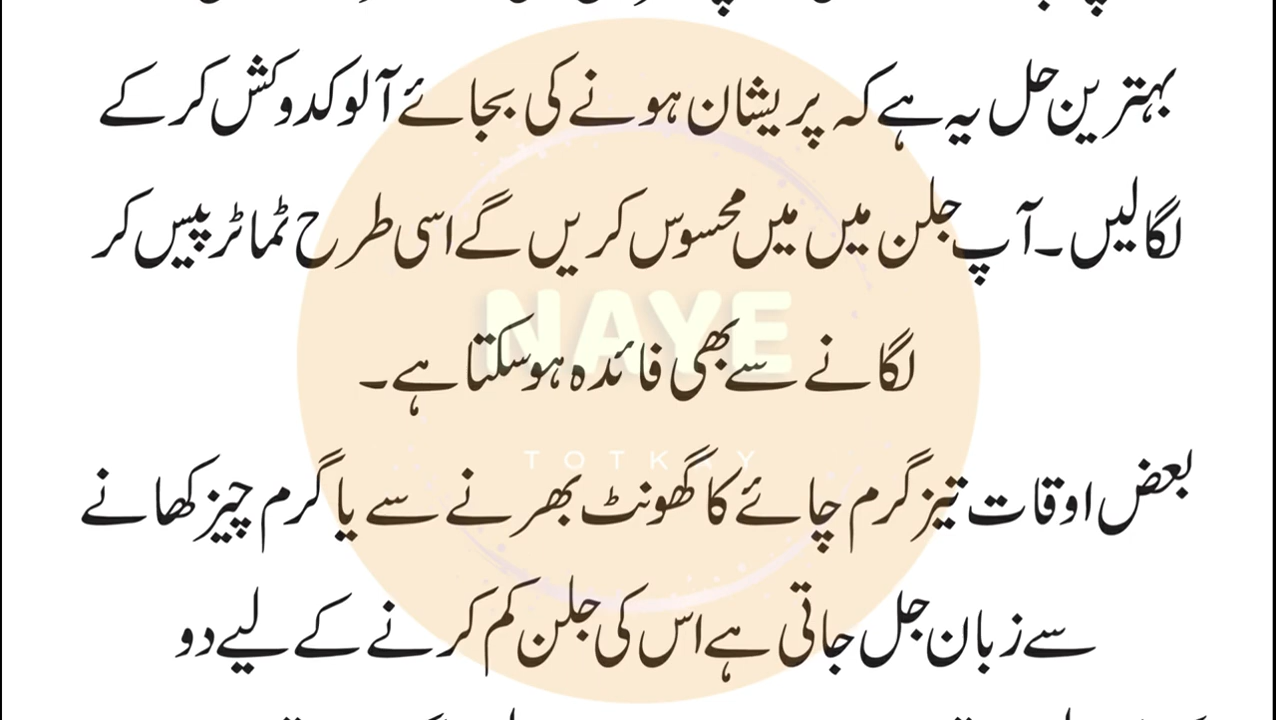 بہترین حل یہ ہے کہ پریشان ہونے کی بجائے آلو کدوکش کر کے
لگالیں۔ آپ جلن میں میں محسوس کریں گے اسی طرح ٹماٹر پیس کر
لگانے سے بھی فائدہ ہوسکتا ہے۔
NAYE
TOTKAY
بعض اوقات تیز گرم چائے کا گھونٹ بھرنے سے یا گرم چیز کھانے
سے زبان جل جاتی ہے اس کی جلن کم کرنے کے لیے دو